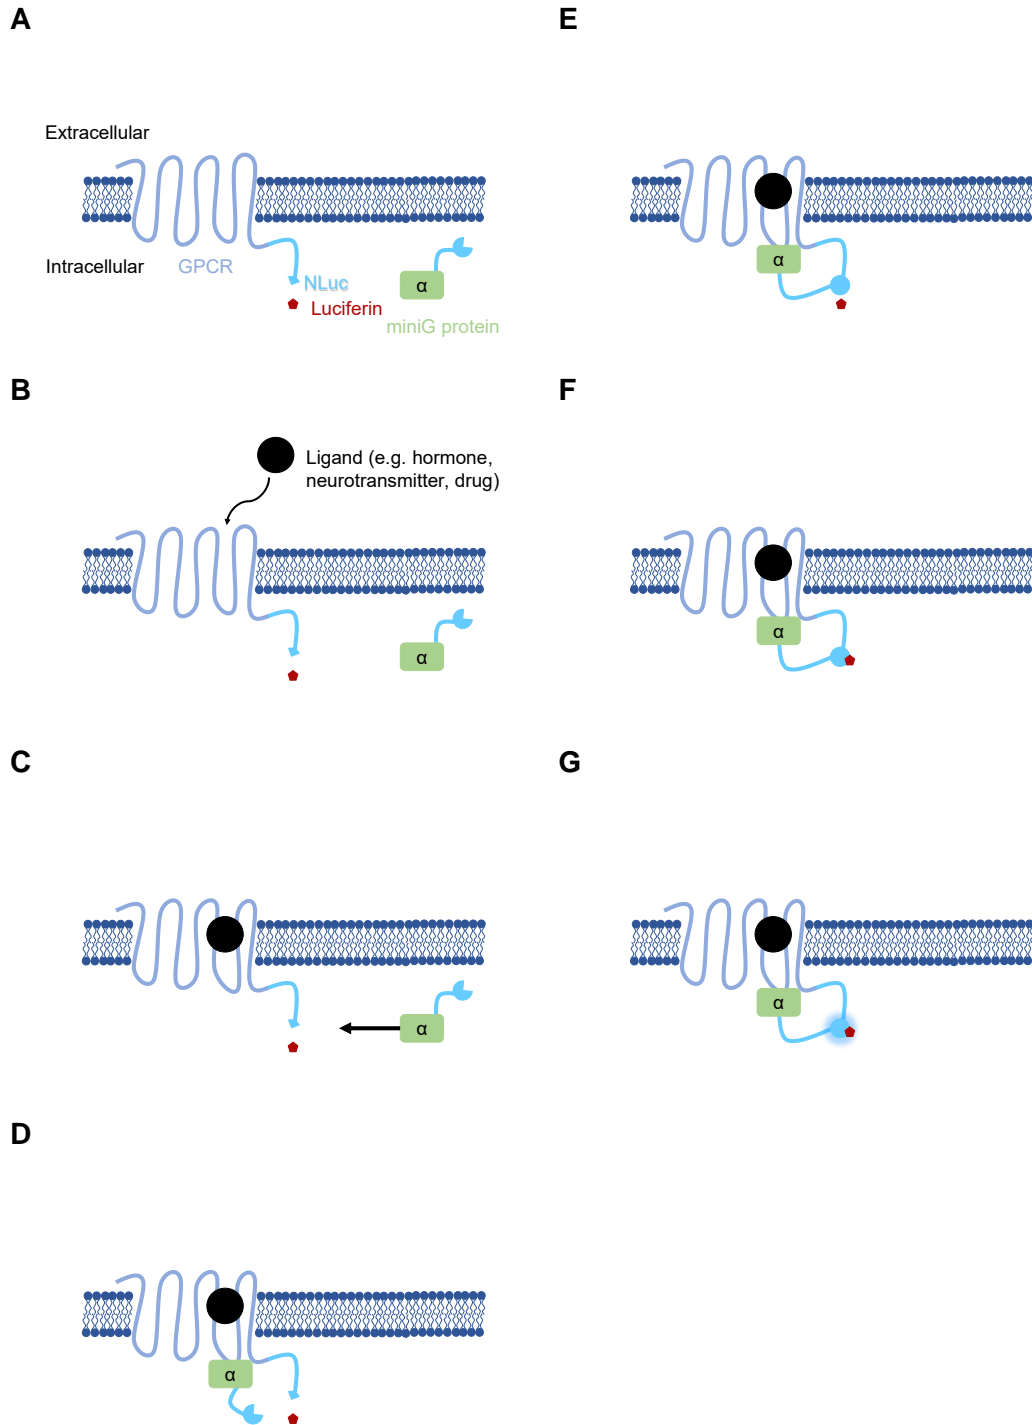 A
Extracellular
Intracellular
GPCR
NLuc
Luciferin
α
miniG protein
B
Ligand (e.g. hormone,
neurotransmitter, drug)
α
C
α
D
α
E
α
F
α
G
α